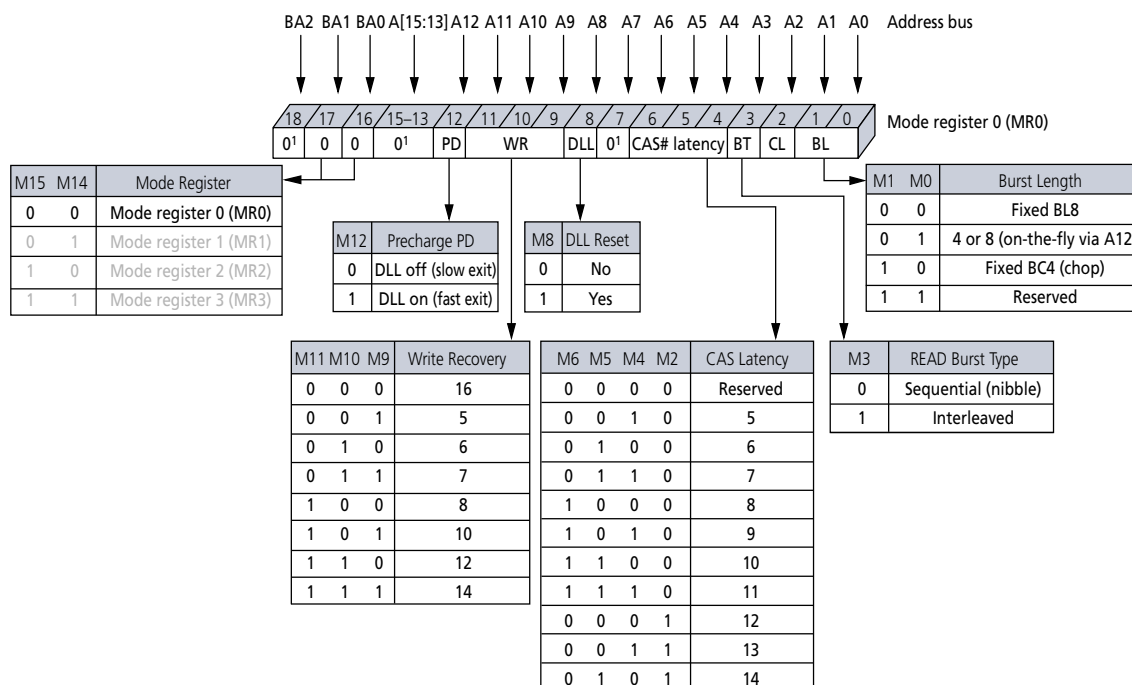 BA2 BA1 BA0 A[15:13] A12 A11 A10 A9 A8 A7 A6 A5 A4 A3 A2 A1 A0 Address bus
18 17 16 15–13 12 11 10 9 8 7 6 5 4 3 2 1 0 Mode register 0 (MR0)
0¹ 0 0 0¹ PD WR DLL 0¹ CAS# latency BT CL BL
M15 M14 Mode Register
0 0 Mode register 0 (MR0)
0 1 Mode register 1 (MR1)
1 0 Mode register 2 (MR2)
1 1 Mode register 3 (MR3)
M12 Precharge PD
0 DLL off (slow exit)
1 DLL on (fast exit)
M8 DLL Reset
0 No
1 Yes
M1 M0 Burst Length
0 0 Fixed BL8
0 1 4 or 8 (on-the-fly via A12
1 0 Fixed BC4 (chop)
1 1 Reserved
M11 M10 M9 Write Recovery
0 0 0 16
0 0 1 5
0 1 0 6
0 1 1 7
1 0 0 8
1 0 1 10
1 1 0 12
1 1 1 14
M6 M5 M4 M2 CAS Latency
0 0 0 0 Reserved
0 0 1 0 5
0 1 0 0 6
0 1 1 0 7
1 0 0 0 8
1 0 1 0 9
1 1 0 0 10
1 1 1 0 11
0 0 0 1 12
0 0 1 1 13
0 1 0 1 14
M3 READ Burst Type
0 Sequential (nibble)
1 Interleaved